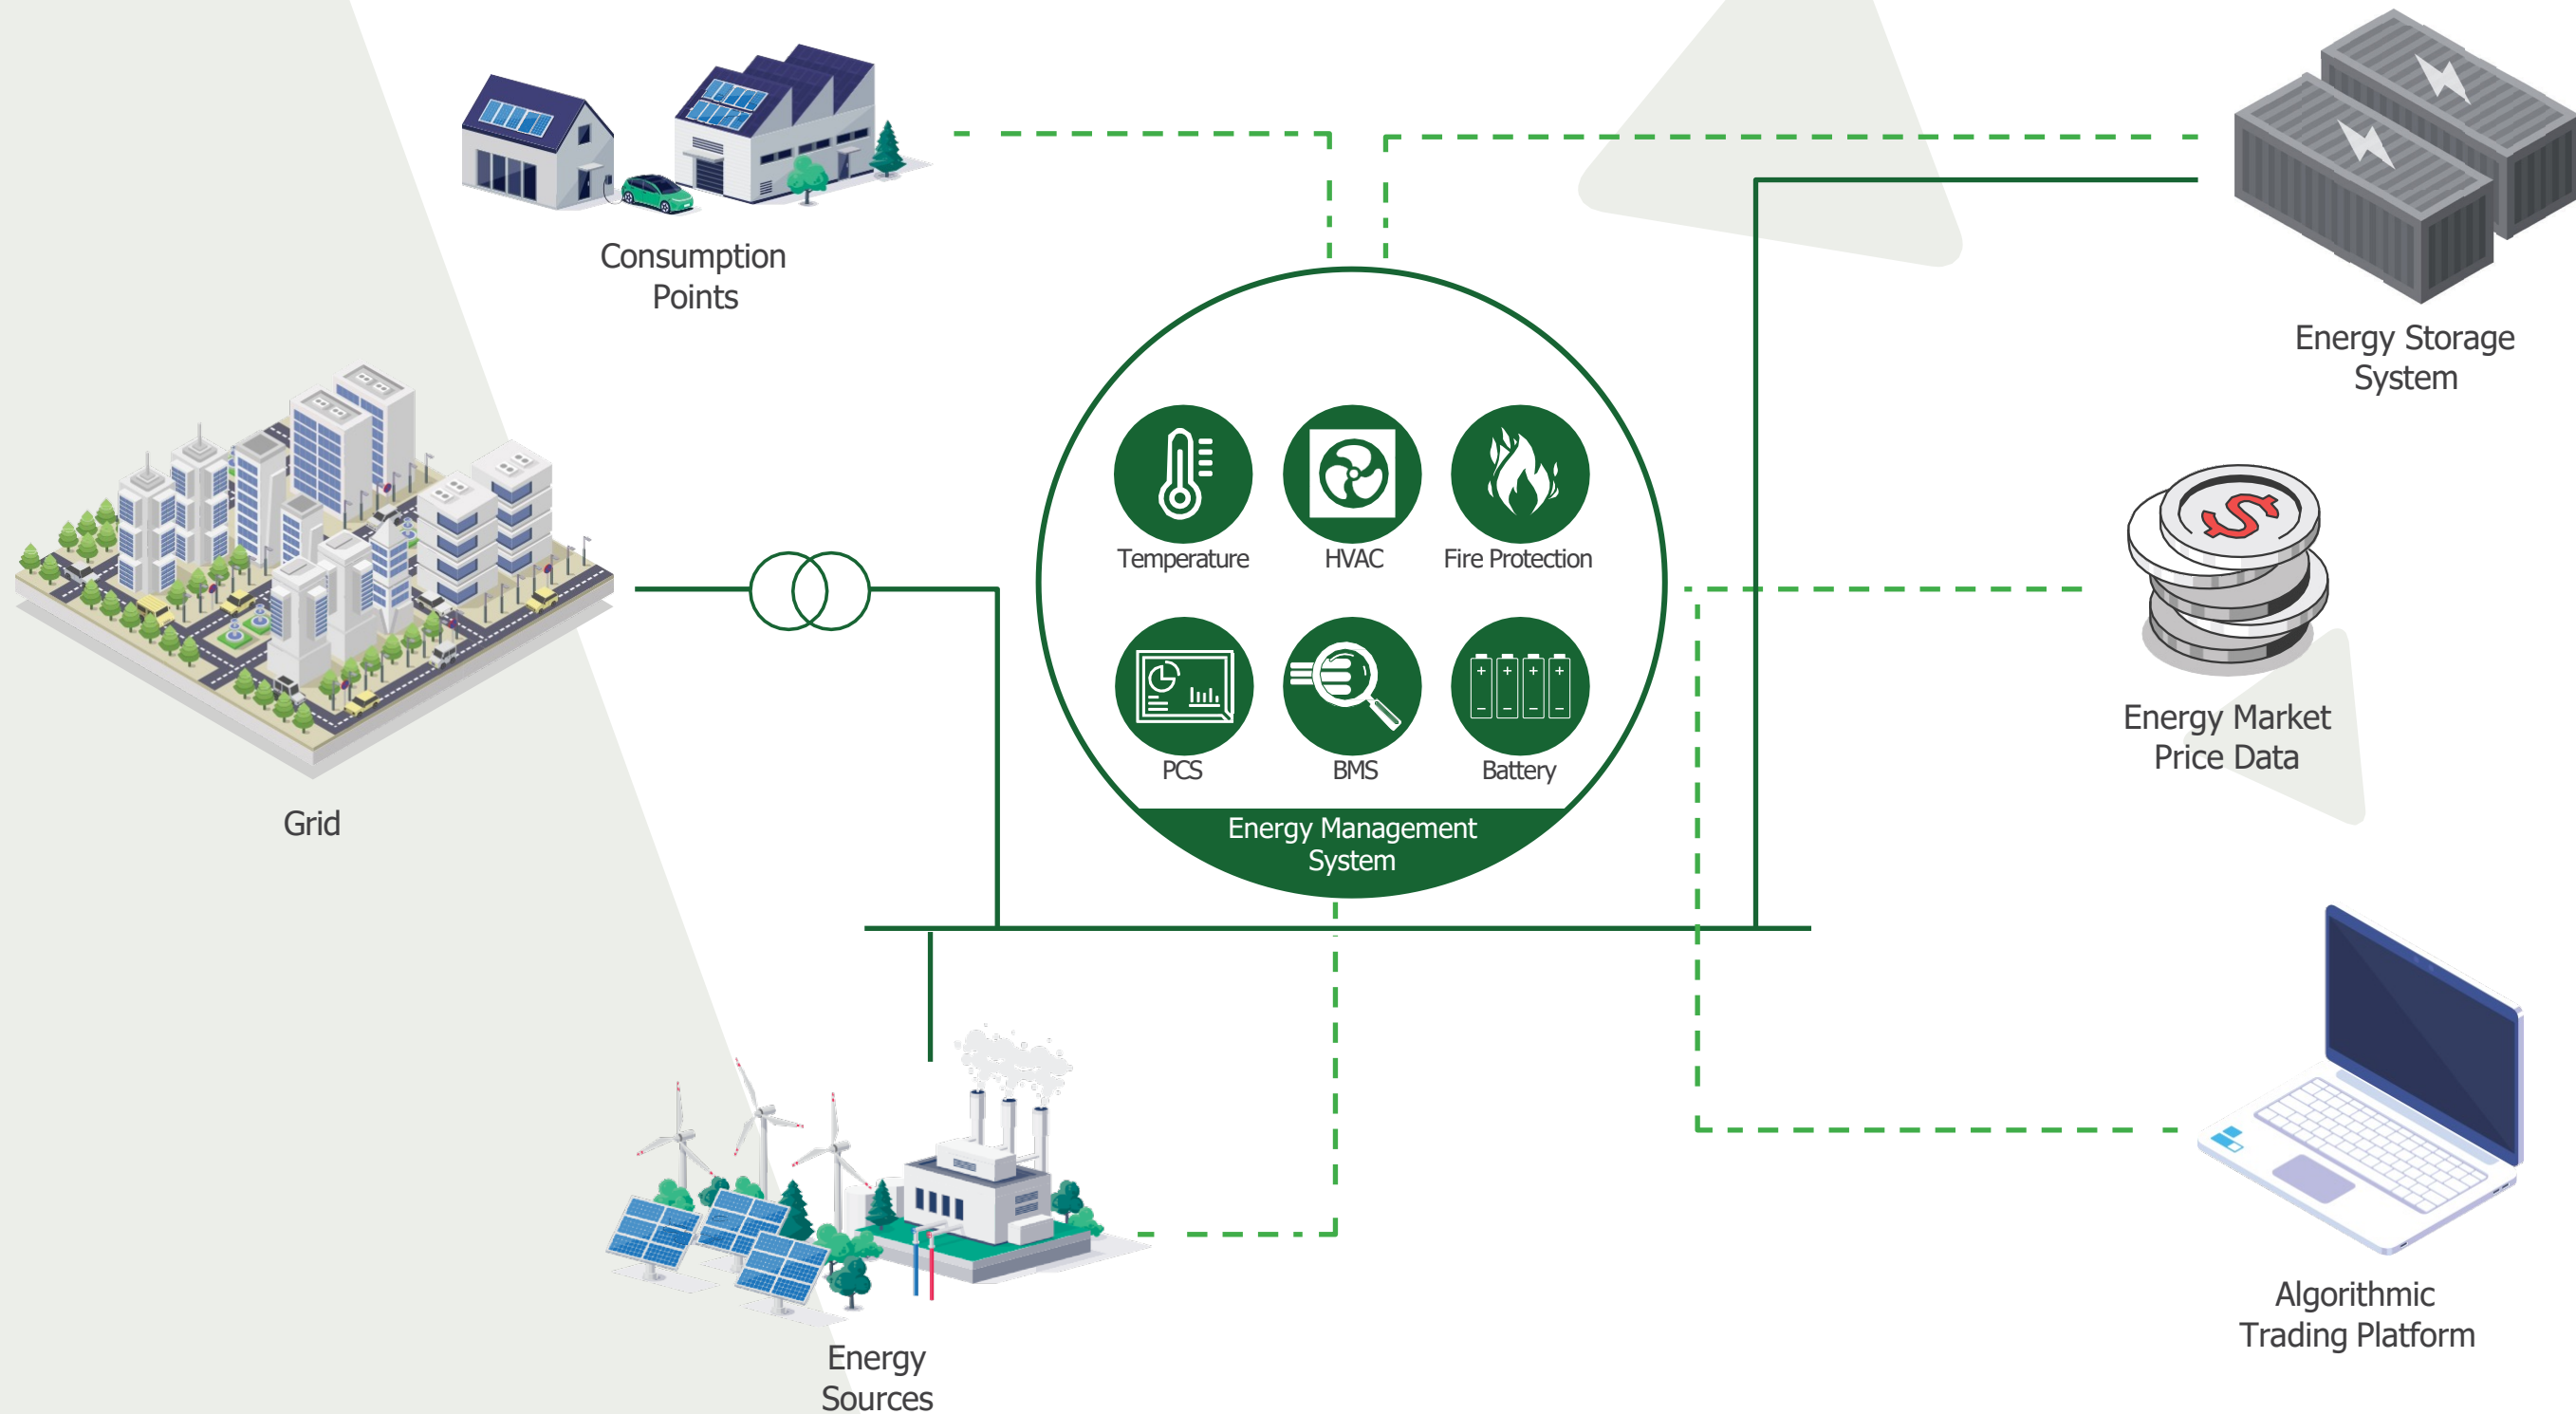 Consumption
Points
Energy Storage
System
Temperature
HVAC
Fire Protection
PCS
BMS
Battery
Energy Management
System
Grid
Energy Market
Price Data
Algorithmic
Trading Platform
Energy
Sources